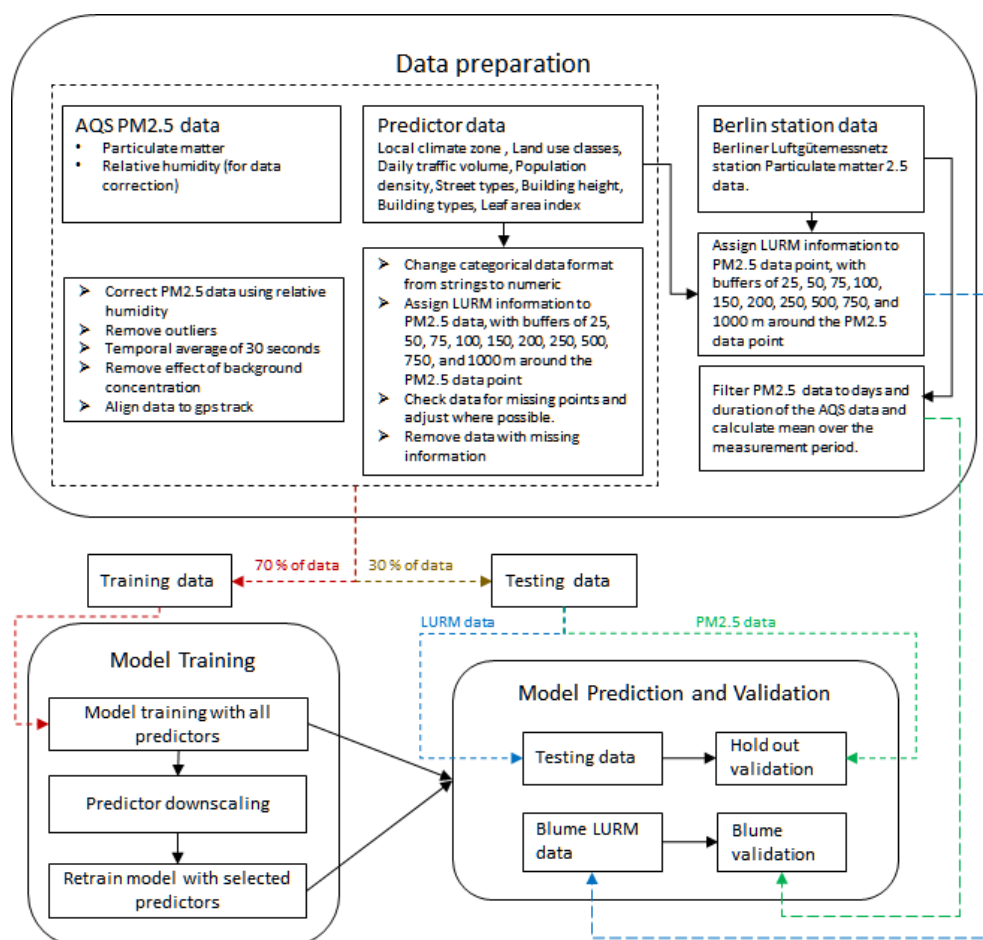 Data preparation
AQS PM2.5 data
• Particulate matter
• Relative humidity (for data
correction)
Predictor data
Local climate zone , Land use classes,
Daily traffic volume, Population
density, Street types, Building height,
Building types, Leaf area index
Berlin station data
Berliner Luftgütemessnetz
station Particulate matter 2.5
data.
➢ Correct PM2.5 data using relative
humidity
➢ Remove outliers
➢ Temporal average of 30 seconds
➢ Remove effect of background
concentration
➢ Align data to gps track
➢ Change categorical data format
from strings to numeric
➢ Assign LURM information to
PM2.5 data, with buffers of 25,
50, 75, 100, 150, 200, 250, 500,
750, and 1000 m around the
PM2.5 data point
➢ Check data for missing points and
adjust where possible.
➢ Remove data with missing
information
Assign LURM information to
PM2.5 data point, with
buffers of 25, 50, 75, 100,
150, 200, 250, 500, 750, and
1000 m around the PM2.5
data point
Filter PM2.5 data to days and
duration of the AQS data and
calculate mean over the
measurement period.
Training data
70 % of data
30 % of data
Testing data
LURM data
PM2.5 data
Model Training
Model training with all
predictors
Predictor downscaling
Retrain model with selected
predictors
Model Prediction and Validation
Testing data
Hold out
validation
Blume LURM
data
Blume
validation